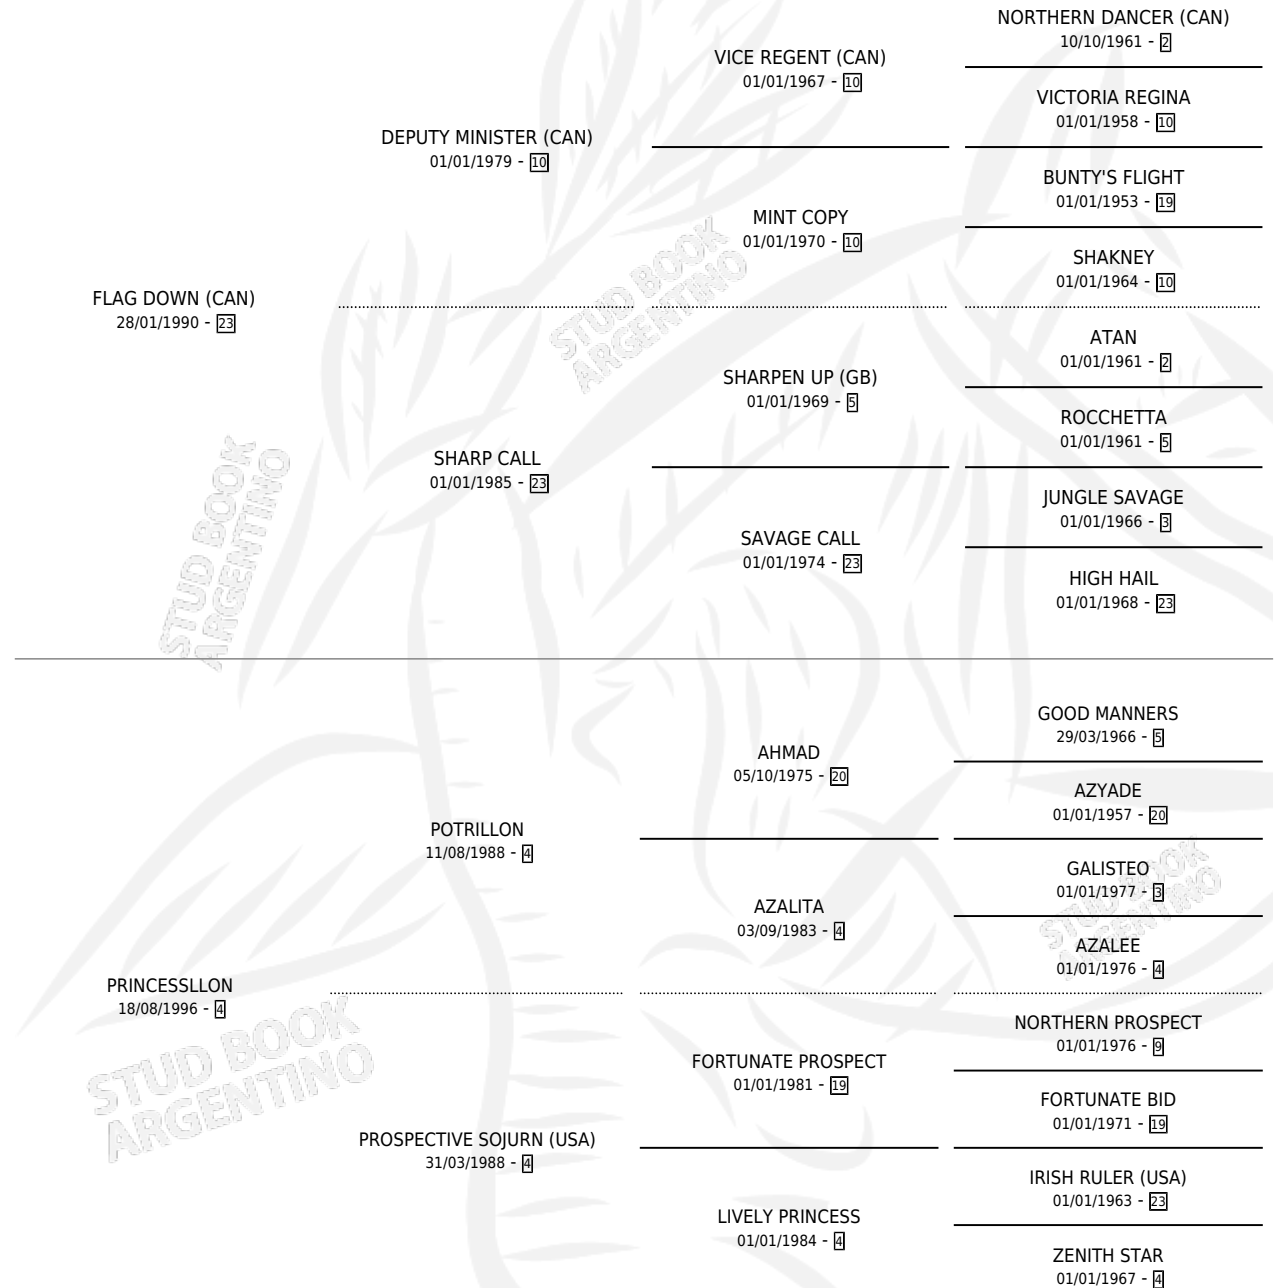 NORTHERN DANCER (CAN)
10/10/1961 - 2
VICE REGENT (CAN)
01/01/1967 - 10
VICTORIA REGINA
01/01/1958 - 10
DEPUTY MINISTER (CAN)
01/01/1979 - 10
BUNTY'S FLIGHT
01/01/1953 - 19
MINT COPY
01/01/1970 - 10
SHAKNEY
01/01/1964 - 10
FLAG DOWN (CAN)
28/01/1990 - 23
STUD BOOK
ARGENTINO
ATAN
01/01/1961 - 2
SHARPEN UP (GB)
01/01/1969 - 5
ROCCHETTA
01/01/1961 - 5
SHARP CALL
01/01/1985 - 23
JUNGLE SAVAGE
01/01/1966 - 3
SAVAGE CALL
01/01/1974 - 23
HIGH HAIL
01/01/1968 - 23
STUD BOOK
ARGENTINO
GOOD MANNERS
29/03/1966 - 5
AHMAD
05/10/1975 - 20
AZYADE
01/01/1957 - 20
POTRILLON
11/08/1988 - 4
GALISTEO
01/01/1977 - 3
AZALITA
03/09/1983 - 4
AZALEE
01/01/1976 - 4
STUD BOOK
ARGENTINO
PRINCESSLLON
18/08/1996 - 4
NORTHERN PROSPECT
01/01/1976 - 9
FORTUNATE PROSPECT
01/01/1981 - 19
FORTUNATE BID
01/01/1971 - 19
STUD BOOK
ARGENTINO
PROSPECTIVE SOJURN (USA)
31/03/1988 - 4
IRISH RULER (USA)
01/01/1963 - 23
LIVELY PRINCESS
01/01/1984 - 4
ZENITH STAR
01/01/1967 - 4